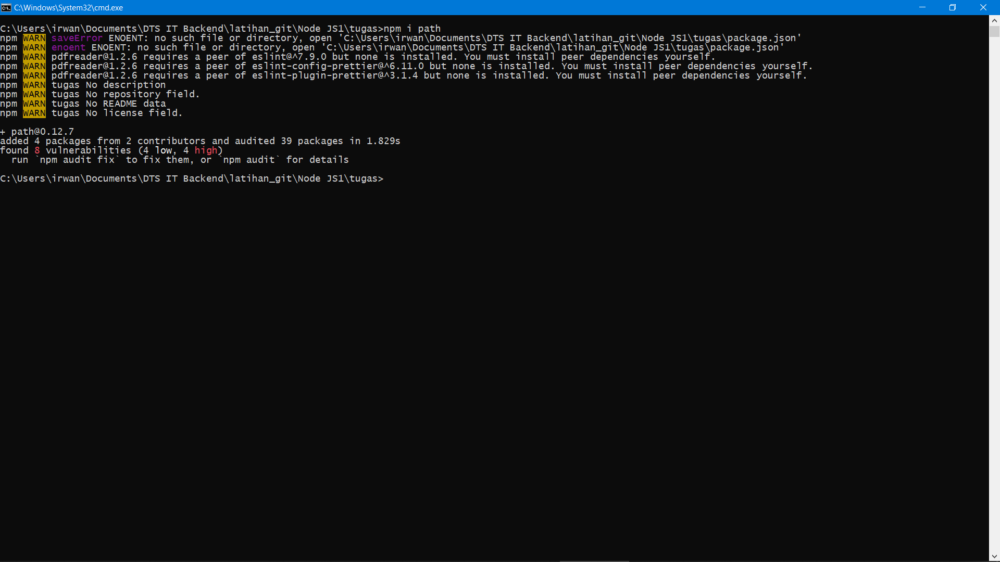 C:\Windows\System32\cmd.exe
C:\Users\irwan\Documents\DTS IT Backend\latihan_git\Node JS1\tugas>npm i path
npm WARN saveError ENOENT: no such file or directory, open 'C:\Users\irwan\Documents\DTS IT Backend\latihan_git\Node JS1\tugas\package.json'
npm WARN enoent ENOENT: no such file or directory, open 'C:\Users\irwan\Documents\DTS IT Backend\latihan_git\Node JS1\tugas\package.json'
npm WARN pdfreader@1.2.6 requires a peer of eslint@^7.9.0 but none is installed. You must install peer dependencies yourself.
npm WARN pdfreader@1.2.6 requires a peer of eslint-config-prettier@^6.11.0 but none is installed. You must install peer dependencies yourself.
npm WARN pdfreader@1.2.6 requires a peer of eslint-plugin-prettier@^3.1.4 but none is installed. You must install peer dependencies yourself.
npm WARN tugas No description
npm WARN tugas No repository field.
npm WARN tugas No README data
npm WARN tugas No license field.
+ path@0.12.7
added 4 packages from 2 contributors and audited 39 packages in 1.829s
found 8 vulnerabilities (4 low, 4 high)
  run `npm audit fix` to fix them, or `npm audit` for details
C:\Users\irwan\Documents\DTS IT Backend\latihan_git\Node JS1\tugas>